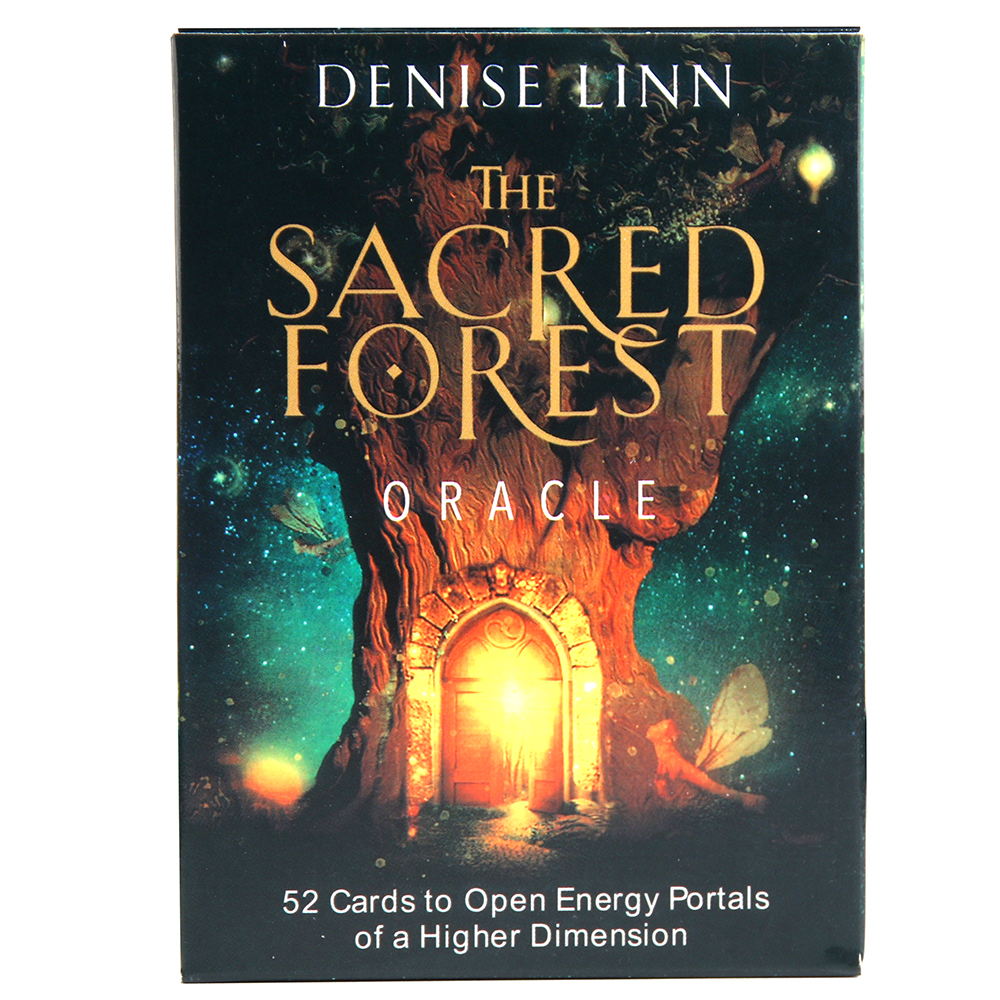 DENISE LINN
THE
SACRED
FOREST
ORACLE
52 Cards to Open Energy Portals
of a Higher Dimension